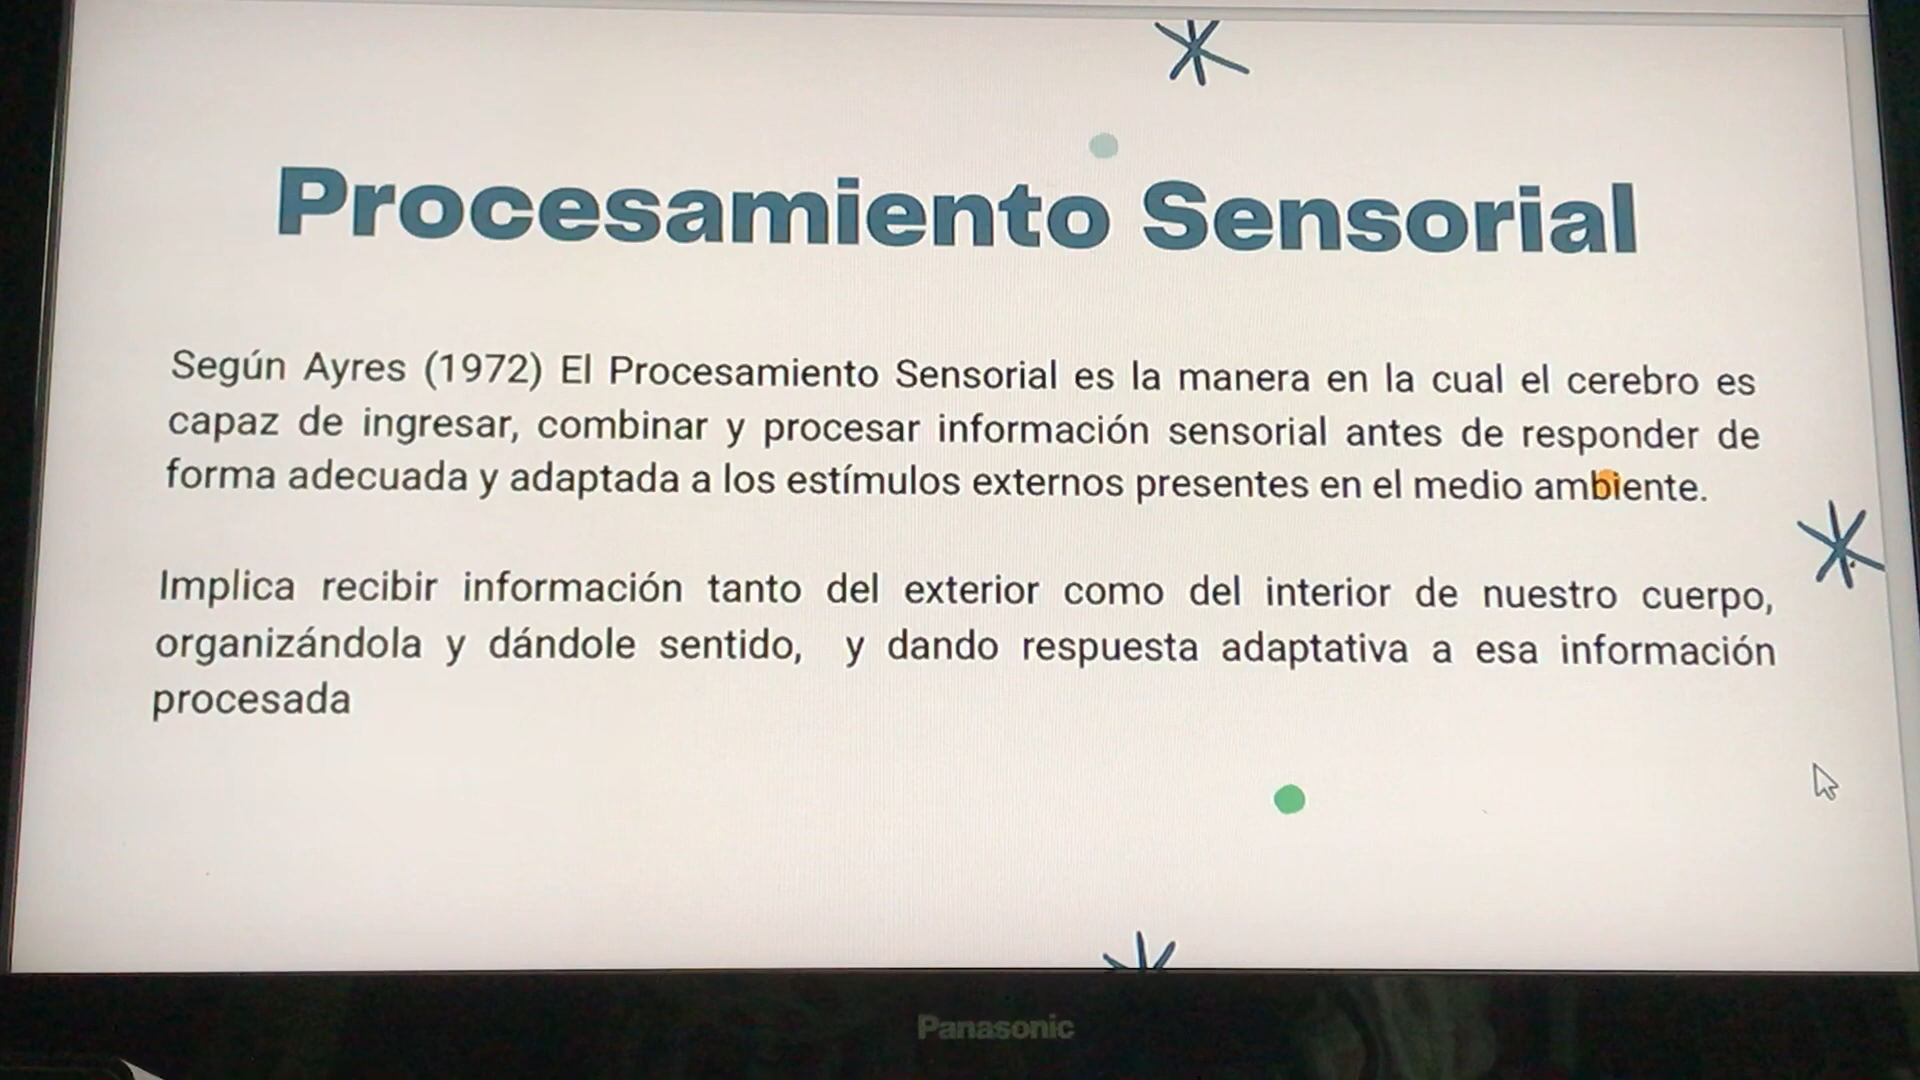 Procesamiento Sensorial
Según Ayres (1972) El Procesamiento Sensorial es la manera en la cual el cerebro es
capaz de ingresar, combinar y procesar información sensorial antes de responder de
forma adecuada y adaptada a los estímulos externos presentes en el medio ambiente.
Implica recibir información tanto del exterior como del interior de nuestro cuerpo,
organizándola y dándole sentido, y dando respuesta adaptativa a esa información
procesada
Panasonic